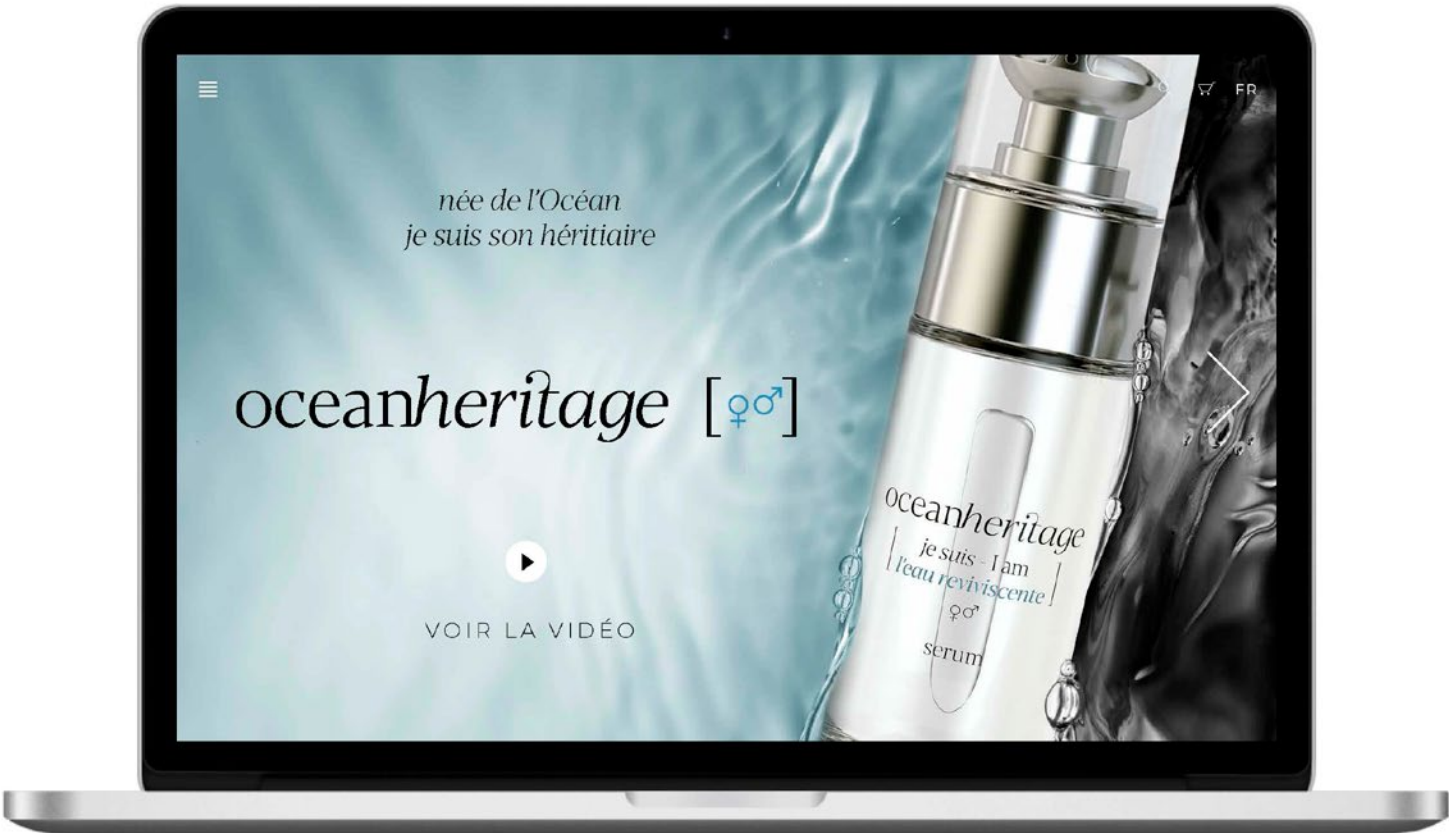 FR
née de l'Océan
je suis son héritiaire
oceanheritage [♀♂]
VOIR LA VIDÉO
oceanheritage
je suis - I am
l'eau reviviscente
♀♂
serum